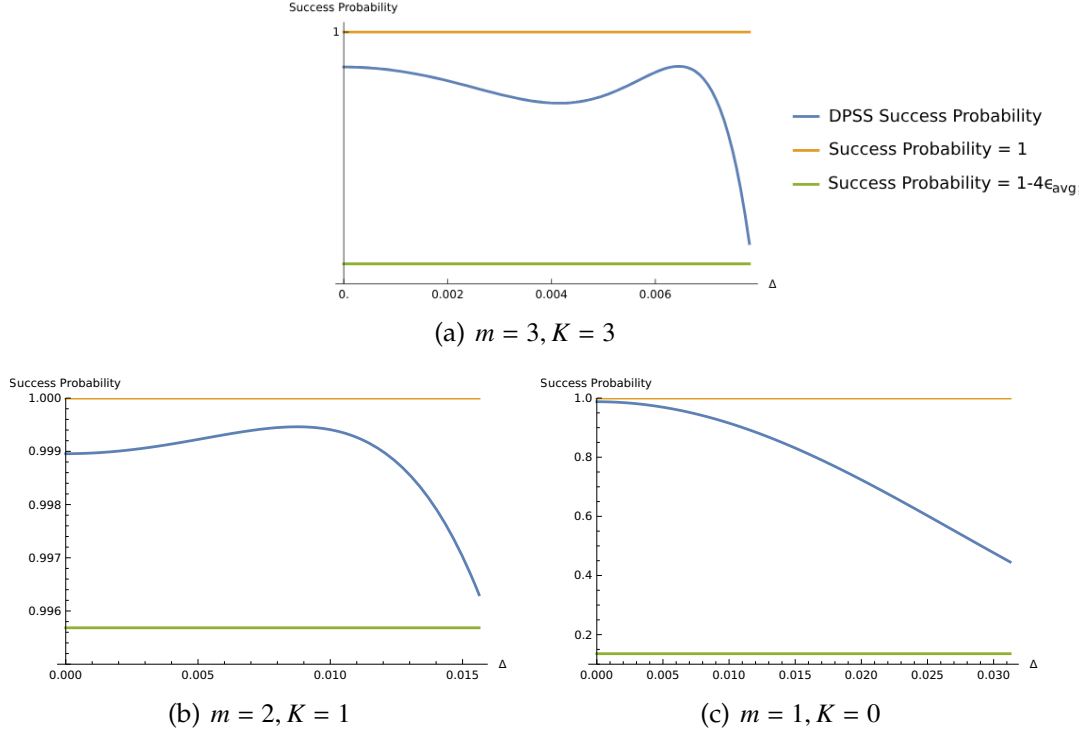 Success Probability
1
0.
0.002
0.004
0.006
Δ
DPSS Success Probability
Success Probability = 1
Success Probability = 1-4ϵavg
(a) m = 3, K = 3
Success Probability
1.000
0.999
0.998
0.997
0.996
0.000
0.005
0.010
0.015
Δ
(b) m = 2, K = 1
Success Probability
1.0
0.8
0.6
0.4
0.2
0.000
0.005
0.010
0.015
0.020
0.025
0.030
Δ
(c) m = 1, K = 0